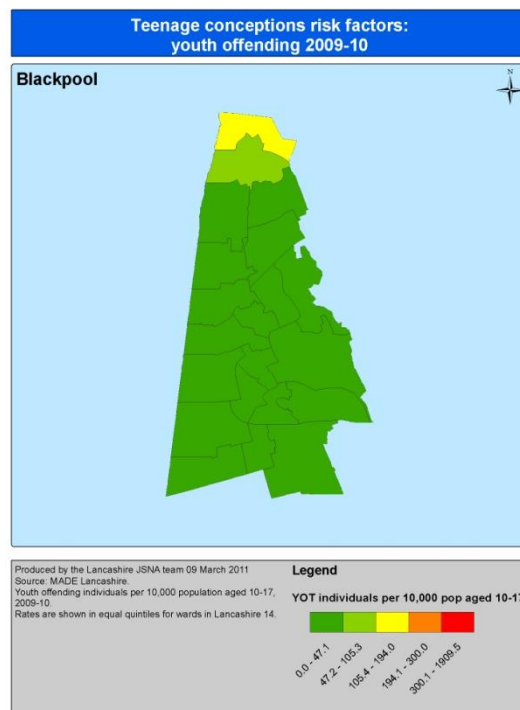 Teenage conceptions risk factors:
youth offending 2009-10
Blackpool
N
Produced by the Lancashire JSNA team 09 March 2011
Source: MADE Lancashire.
Youth offending individuals per 10,000 population aged 10-17,
2009-10.
Rates are shown in equal quintiles for wards in Lancashire 14.
Legend
YOT individuals per 10,000 pop aged 10-17
0.0 - 47.1
47.2 - 105.3
105.4 - 194.0
194.1 - 300.0
300.1 - 1909.5